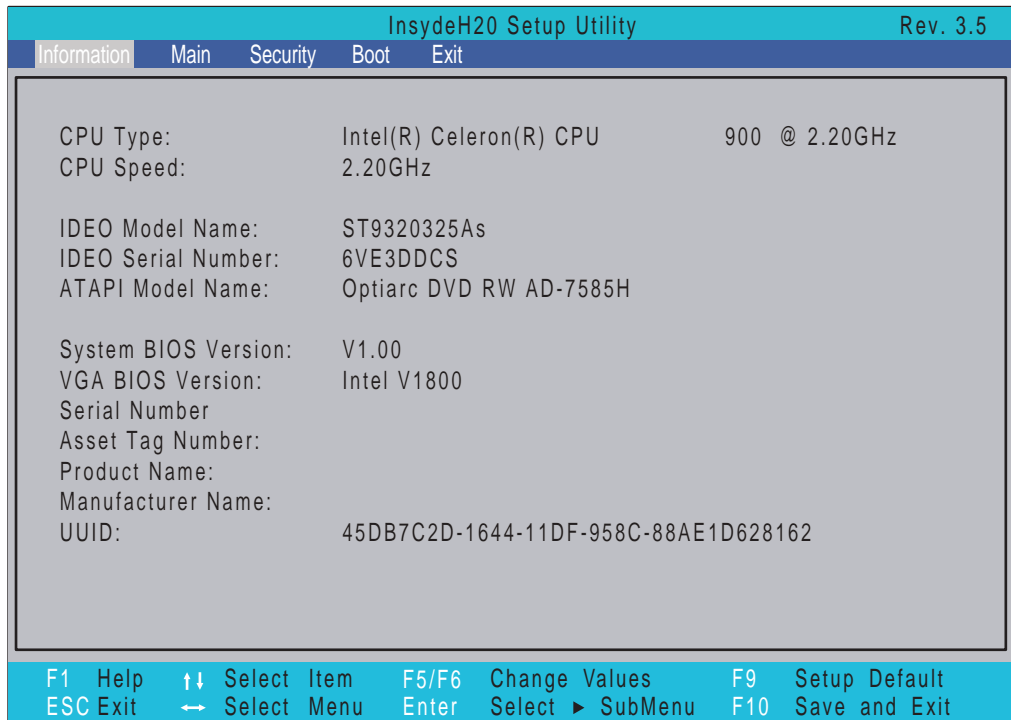 InsydeH20 Setup Utility Rev. 3.5
Information Main Security Boot Exit
CPU Type: Intel(R) Celeron(R) CPU 900 @ 2.20GHz
CPU Speed: 2.20GHz
IDEO Model Name: ST9320325As
IDEO Serial Number: 6VE3DDCS
ATAPI Model Name: Optiarc DVD RW AD-7585H
System BIOS Version: V1.00
VGA BIOS Version: Intel V1800
Serial Number
Asset Tag Number:
Product Name:
Manufacturer Name:
UUID: 45DB7C2D-1644-11DF-958C-88AE1D628162
F1 Help ↑↓ Select Item F5/F6 Change Values F9 Setup Default
ESC Exit ↔ Select Menu Enter Select ► SubMenu F10 Save and Exit